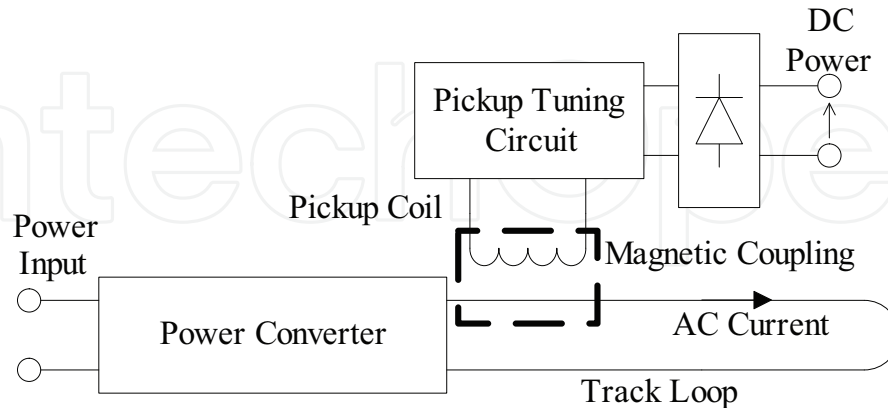 DC
Power
Pickup Tuning
Circuit
Pickup Coil
Power
Input
Magnetic Coupling
Power Converter
AC Current
Track Loop